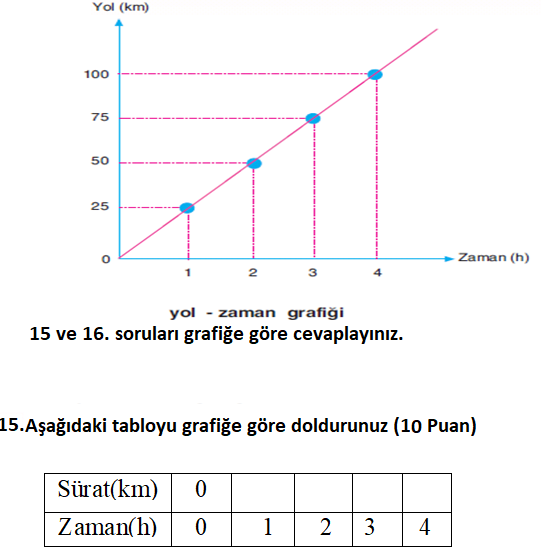 Yol (km)
100
75
50
25
0
1 2 3 4
Zaman (h)
yol - zaman grafiği
15 ve 16. soruları grafiğe göre cevaplayınız.
15.Aşağıdaki tabloyu grafiğe göre doldurunuz (10 Puan)
Sürat(km) 0
Zaman(h) 0 1 2 3 4